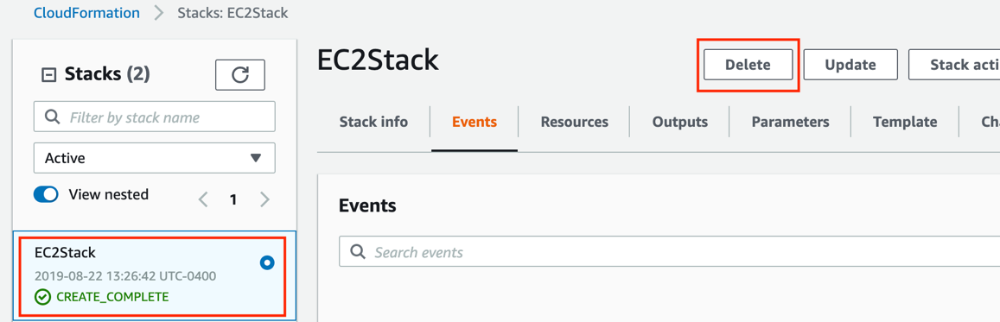 CloudFormation > Stacks: EC2Stack
Stacks (2)
Filter by stack name
Active
View nested
1
EC2Stack
2019-08-22 13:26:42 UTC-0400
CREATE_COMPLETE
EC2Stack
Delete
Update
Stack acti
Stack info
Events
Resources
Outputs
Parameters
Template
Ch
Events
Search events